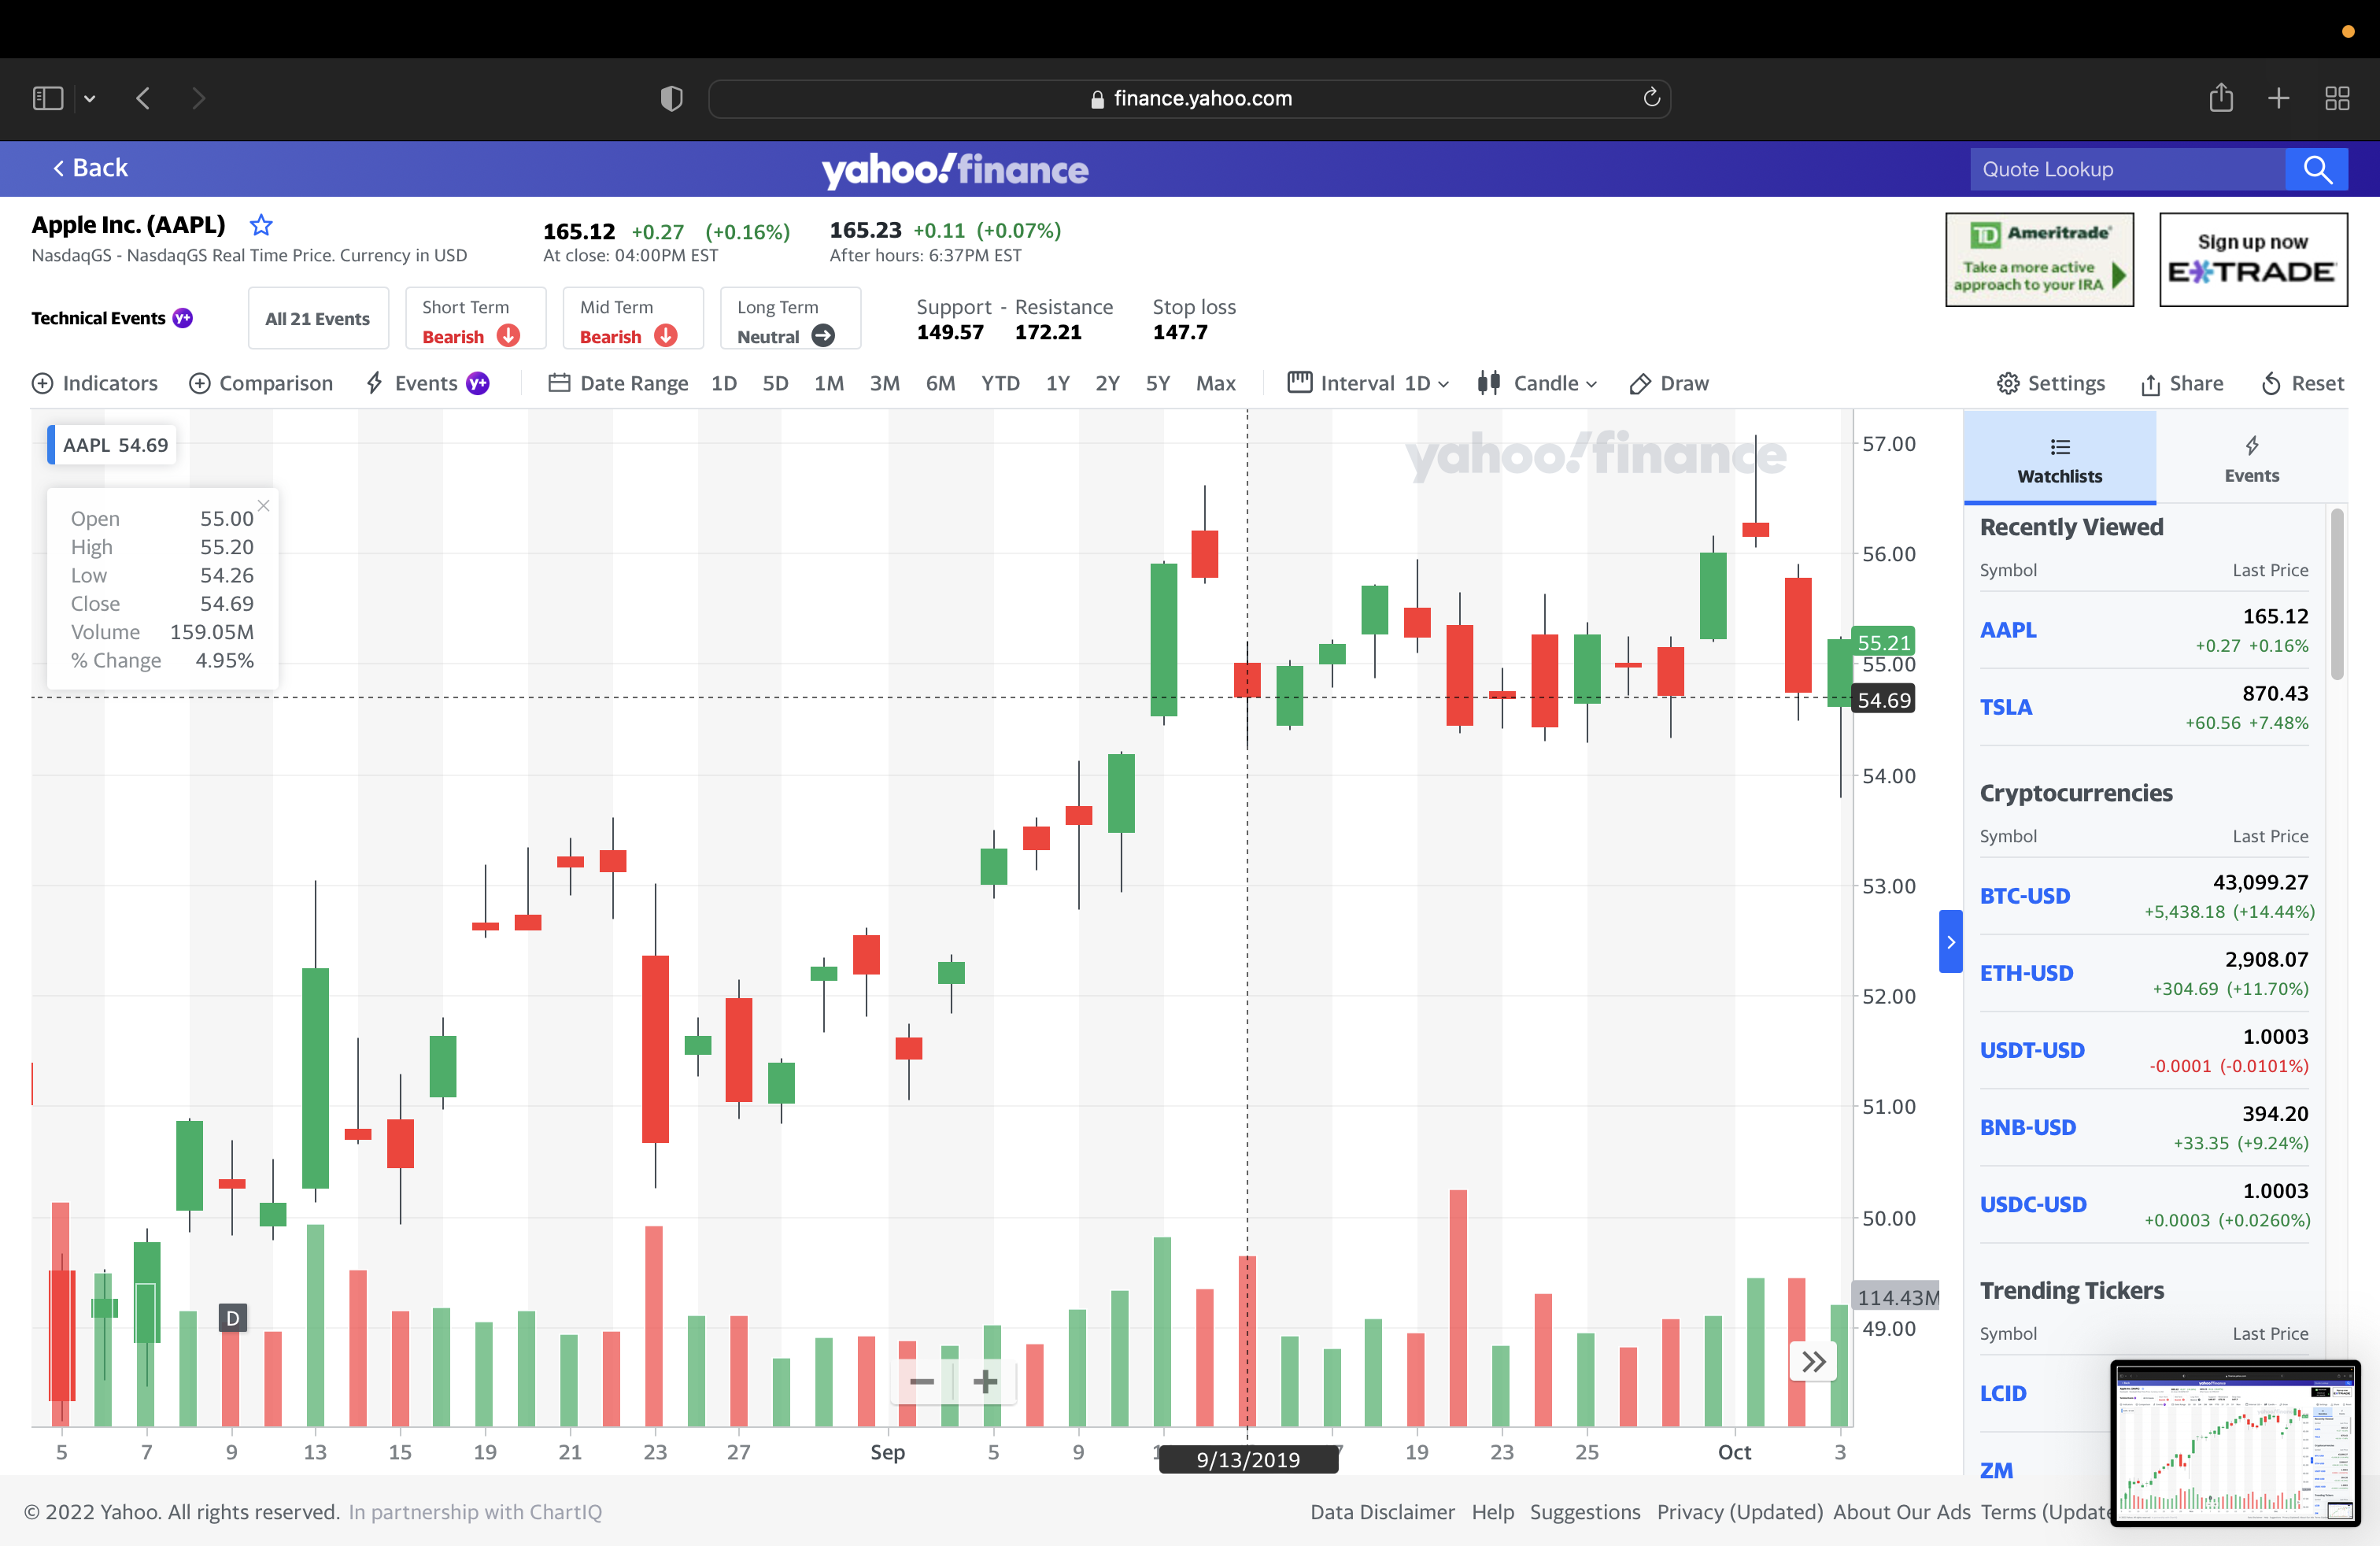 finance.yahoo.com
Back
yahoo!finance
Quote Lookup
Apple Inc. (AAPL)
165.12 +0.27 (+0.16%)
165.23 +0.11 (+0.07%)
NasdaqGS - NasdaqGS Real Time Price. Currency in USD
At close: 04:00PM EST
After hours: 6:37PM EST
TD Ameritrade
Take a more active
approach to your IRA
Sign up now
E*TRADE
Technical Events y+
All 21 Events
Short Term
Bearish
Mid Term
Bearish
Long Term
Neutral
Support - Resistance
149.57 172.21
Stop loss
147.7
Indicators
Comparison
Events y+
Date Range 1D 5D 1M 3M 6M YTD 1Y 2Y 5Y Max
Interval 1D
Candle
Draw
Settings
Share
Reset
AAPL 54.69
Open 55.00
High 55.20
Low 54.26
Close 54.69
Volume 159.05M
% Change 4.95%
yahoo!finance
57.00
56.00
55.21
55.00
54.69
54.00
53.00
52.00
51.00
50.00
114.43M
49.00
D
5 7 9 13 15 19 21 23 27 Sep 5 9 9/13/2019 19 23 25 Oct 3
Watchlists
Events
Recently Viewed
Symbol Last Price
AAPL 165.12
+0.27 +0.16%
TSLA 870.43
+60.56 +7.48%
Cryptocurrencies
Symbol Last Price
BTC-USD 43,099.27
+5,438.18 (+14.44%)
ETH-USD 2,908.07
+304.69 (+11.70%)
USDT-USD 1.0003
-0.0001 (-0.0101%)
BNB-USD 394.20
+33.35 (+9.24%)
USDC-USD 1.0003
+0.0003 (+0.0260%)
Trending Tickers
Symbol Last Price
LCID
ZM
© 2022 Yahoo. All rights reserved. In partnership with ChartIQ
Data Disclaimer Help Suggestions Privacy (Updated) About Our Ads Terms (Update